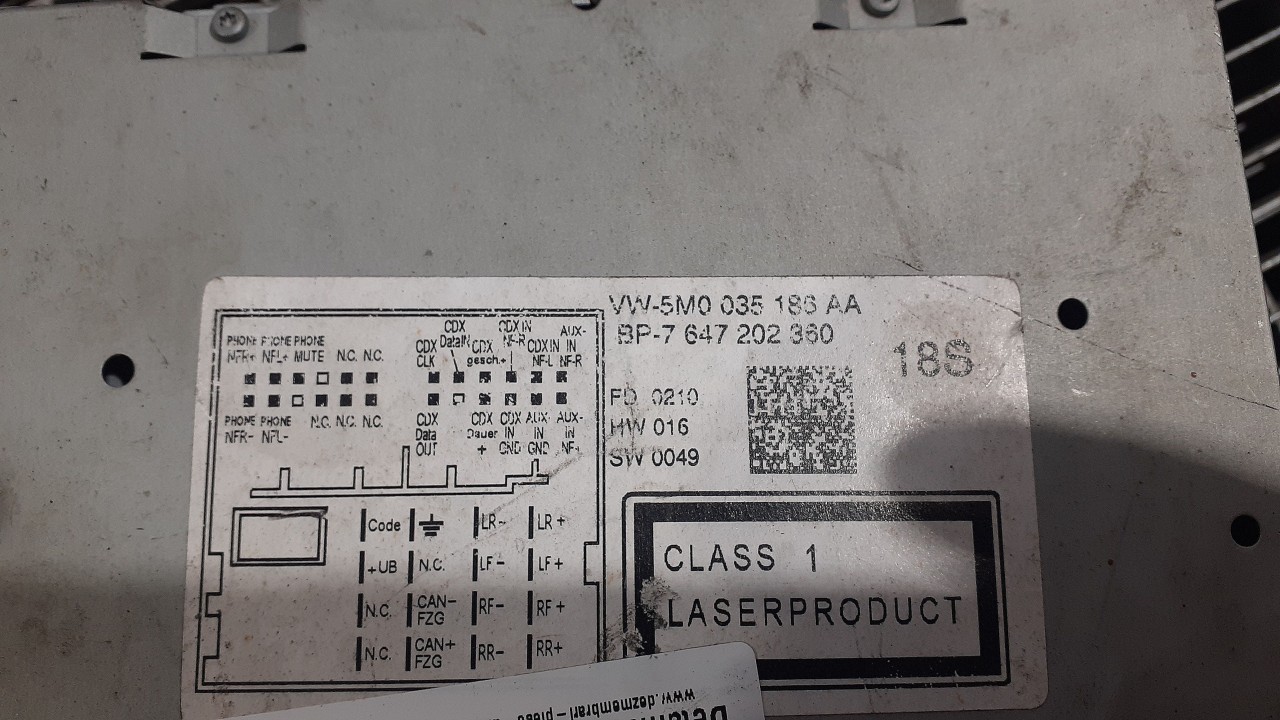 VW-5M0 035 186 AA
BP-7 647 202 360
18S
FD 0210
HW 016
SW 0049
CLASS 1
LASERPRODUCT
PHONE PHONE PHONE
NFR+ NFL+ MUTE N.C. N.C.
CDX CDX IN AUX-
CDX DataIN CDX NF-R CDX IN IN
CLK gesch.+ NF-L NF-R
PHONE PHONE N.C. N.C. N.C.
NFR- NFL-
CDX CDX CDX AUX- AUX-
Data Dauer IN IN IN
OUT + GND GND
Code LR- LR+
+UB N.C. LF- LF+
N.C. CAN- FZG RF- RF+
N.C. CAN+ FZG RR- RR+
www.dezmembrari-piese